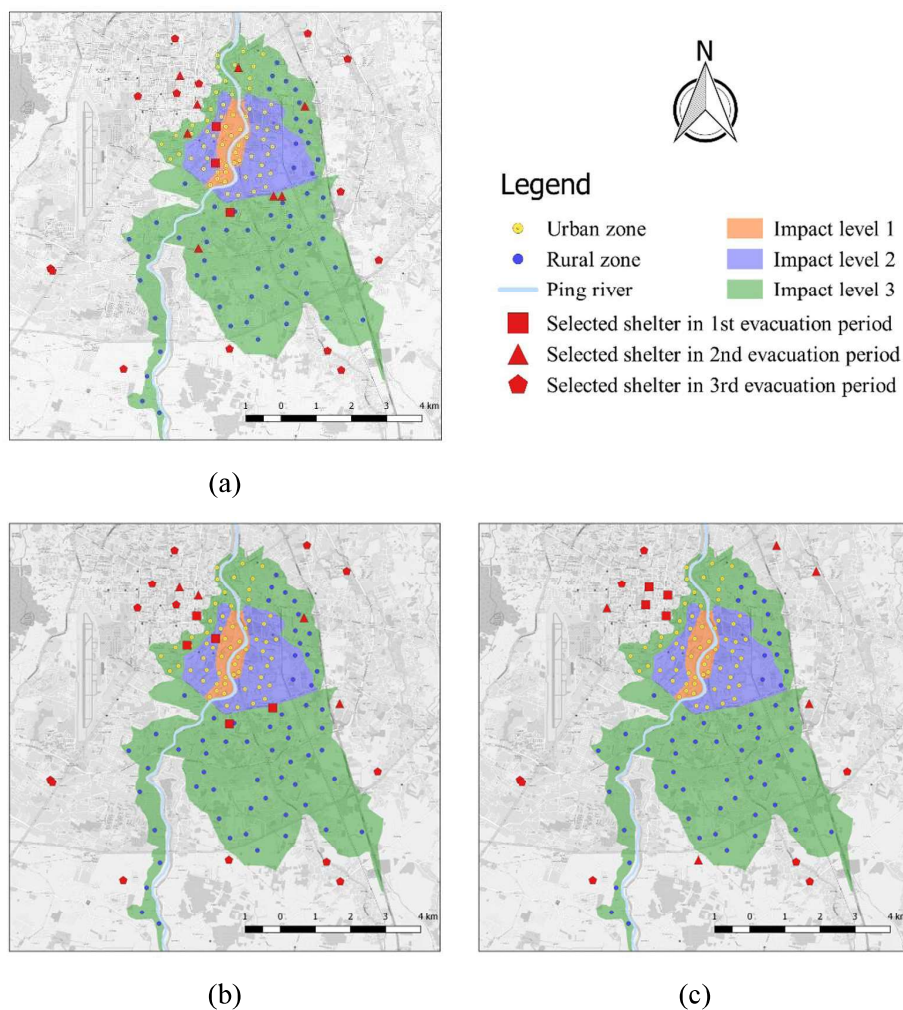 N
Legend
Urban zone
Impact level 1
Rural zone
Impact level 2
Ping river
Impact level 3
Selected shelter in 1st evacuation period
Selected shelter in 2nd evacuation period
Selected shelter in 3rd evacuation period
1 0 1 2 3 4 km
(a)
1 0 1 2 3 4 km
1 0 1 2 3 4 km
(b)
(c)